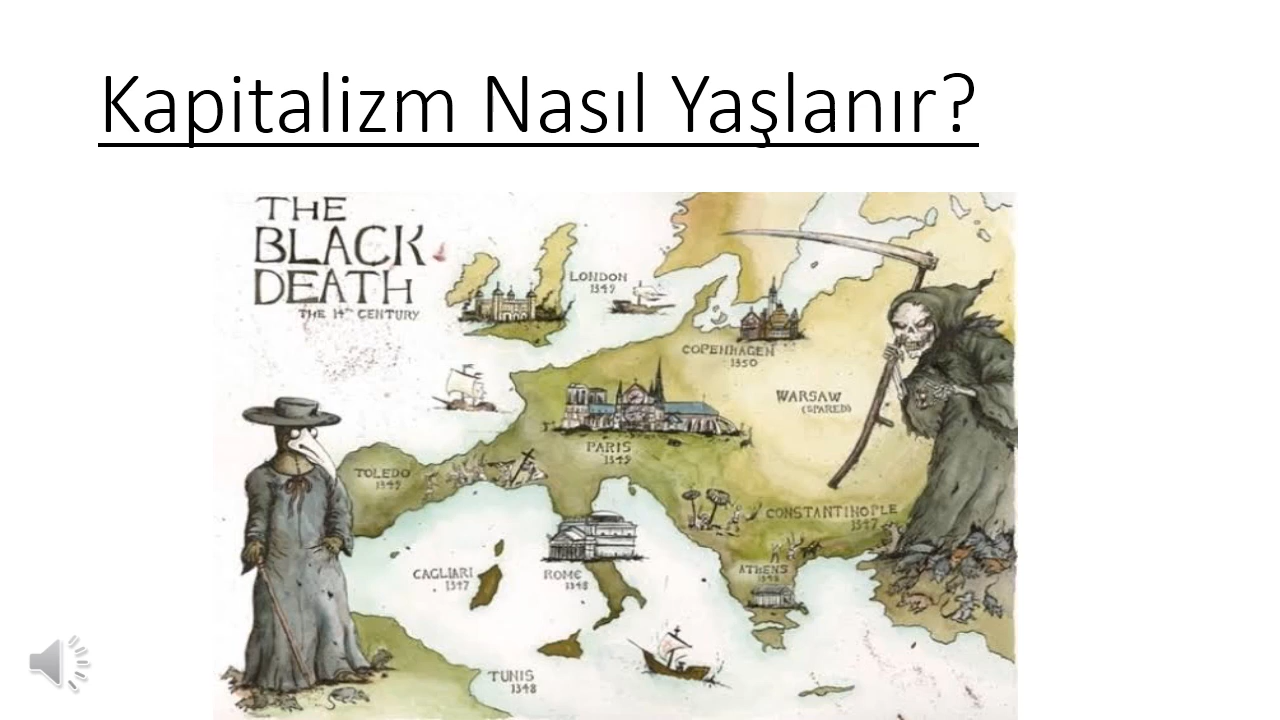 Kapitalizm Nasıl Yaşlanır?
THE
BLACK
DEATH
THE 14TH CENTURY
LONDON
1349
COPENHAGEN
1350
WARSAW
(SPARED)
PARIS
1349
TOLEDO
1349
CONSTANTINOPLE
1347
CAGLIARI
1347
ROME
1348
ATHENS
1348
TUNIS
1348